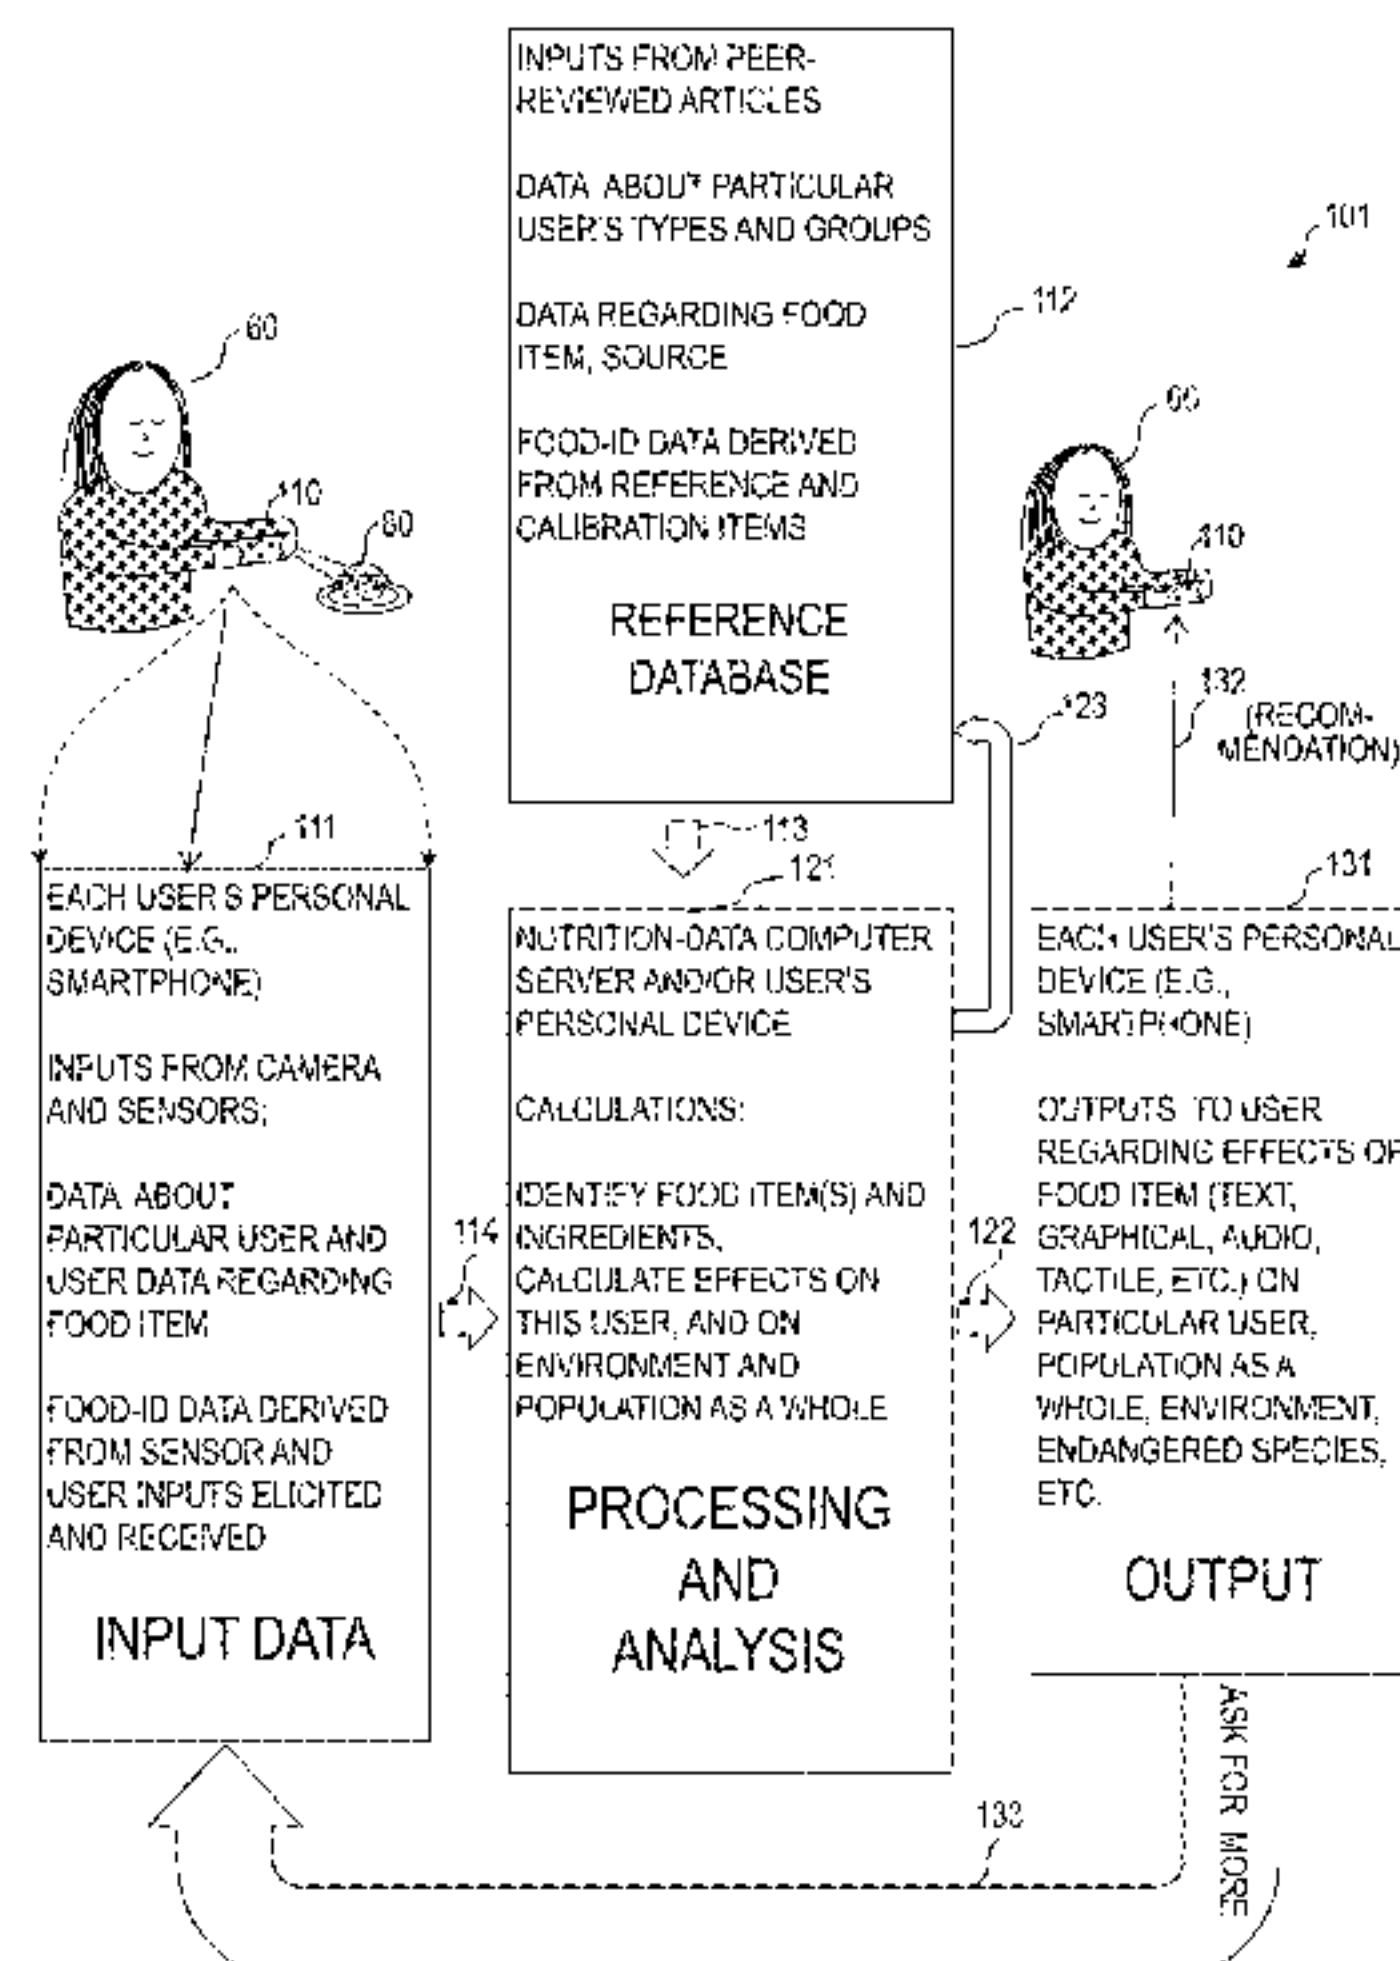 INPUTS FROM PEER-
REVIEWED ARTICLES
DATA ABOUT PARTICULAR
USER'S TYPES AND GROUPS
DATA REGARDING FOOD
ITEM, SOURCE
FOOD-ID DATA DERIVED
FROM REFERENCE AND
CALIBRATION ITEMS
REFERENCE
DATABASE
101
112
60
110
80
60
110
132
(RECOM-
MENDATION)
123
113
111
EACH USER'S PERSONAL
DEVICE (E.G.,
SMARTPHONE)
INPUTS FROM CAMERA
AND SENSORS;
DATA ABOUT
PARTICULAR USER AND
USER DATA REGARDING
FOOD ITEM
FOOD-ID DATA DERIVED
FROM SENSOR AND
USER INPUTS ELICITED
AND RECEIVED
INPUT DATA
114
121
NUTRITION-DATA COMPUTER
SERVER AND/OR USER'S
PERSONAL DEVICE
CALCULATIONS:
IDENTIFY FOOD ITEM(S) AND
INGREDIENTS,
CALCULATE EFFECTS ON
THIS USER, AND ON
ENVIRONMENT AND
POPULATION AS A WHOLE
PROCESSING
AND
ANALYSIS
122
131
EACH USER'S PERSONAL
DEVICE (E.G.,
SMARTPHONE)
OUTPUTS TO USER
REGARDING EFFECTS OF
FOOD ITEM (TEXT,
GRAPHICAL, AUDIO,
TACTILE, ETC.) ON
PARTICULAR USER,
POPULATION AS A
WHOLE, ENVIRONMENT,
ENDANGERED SPECIES,
ETC.
OUTPUT
133
ASK FOR MORE